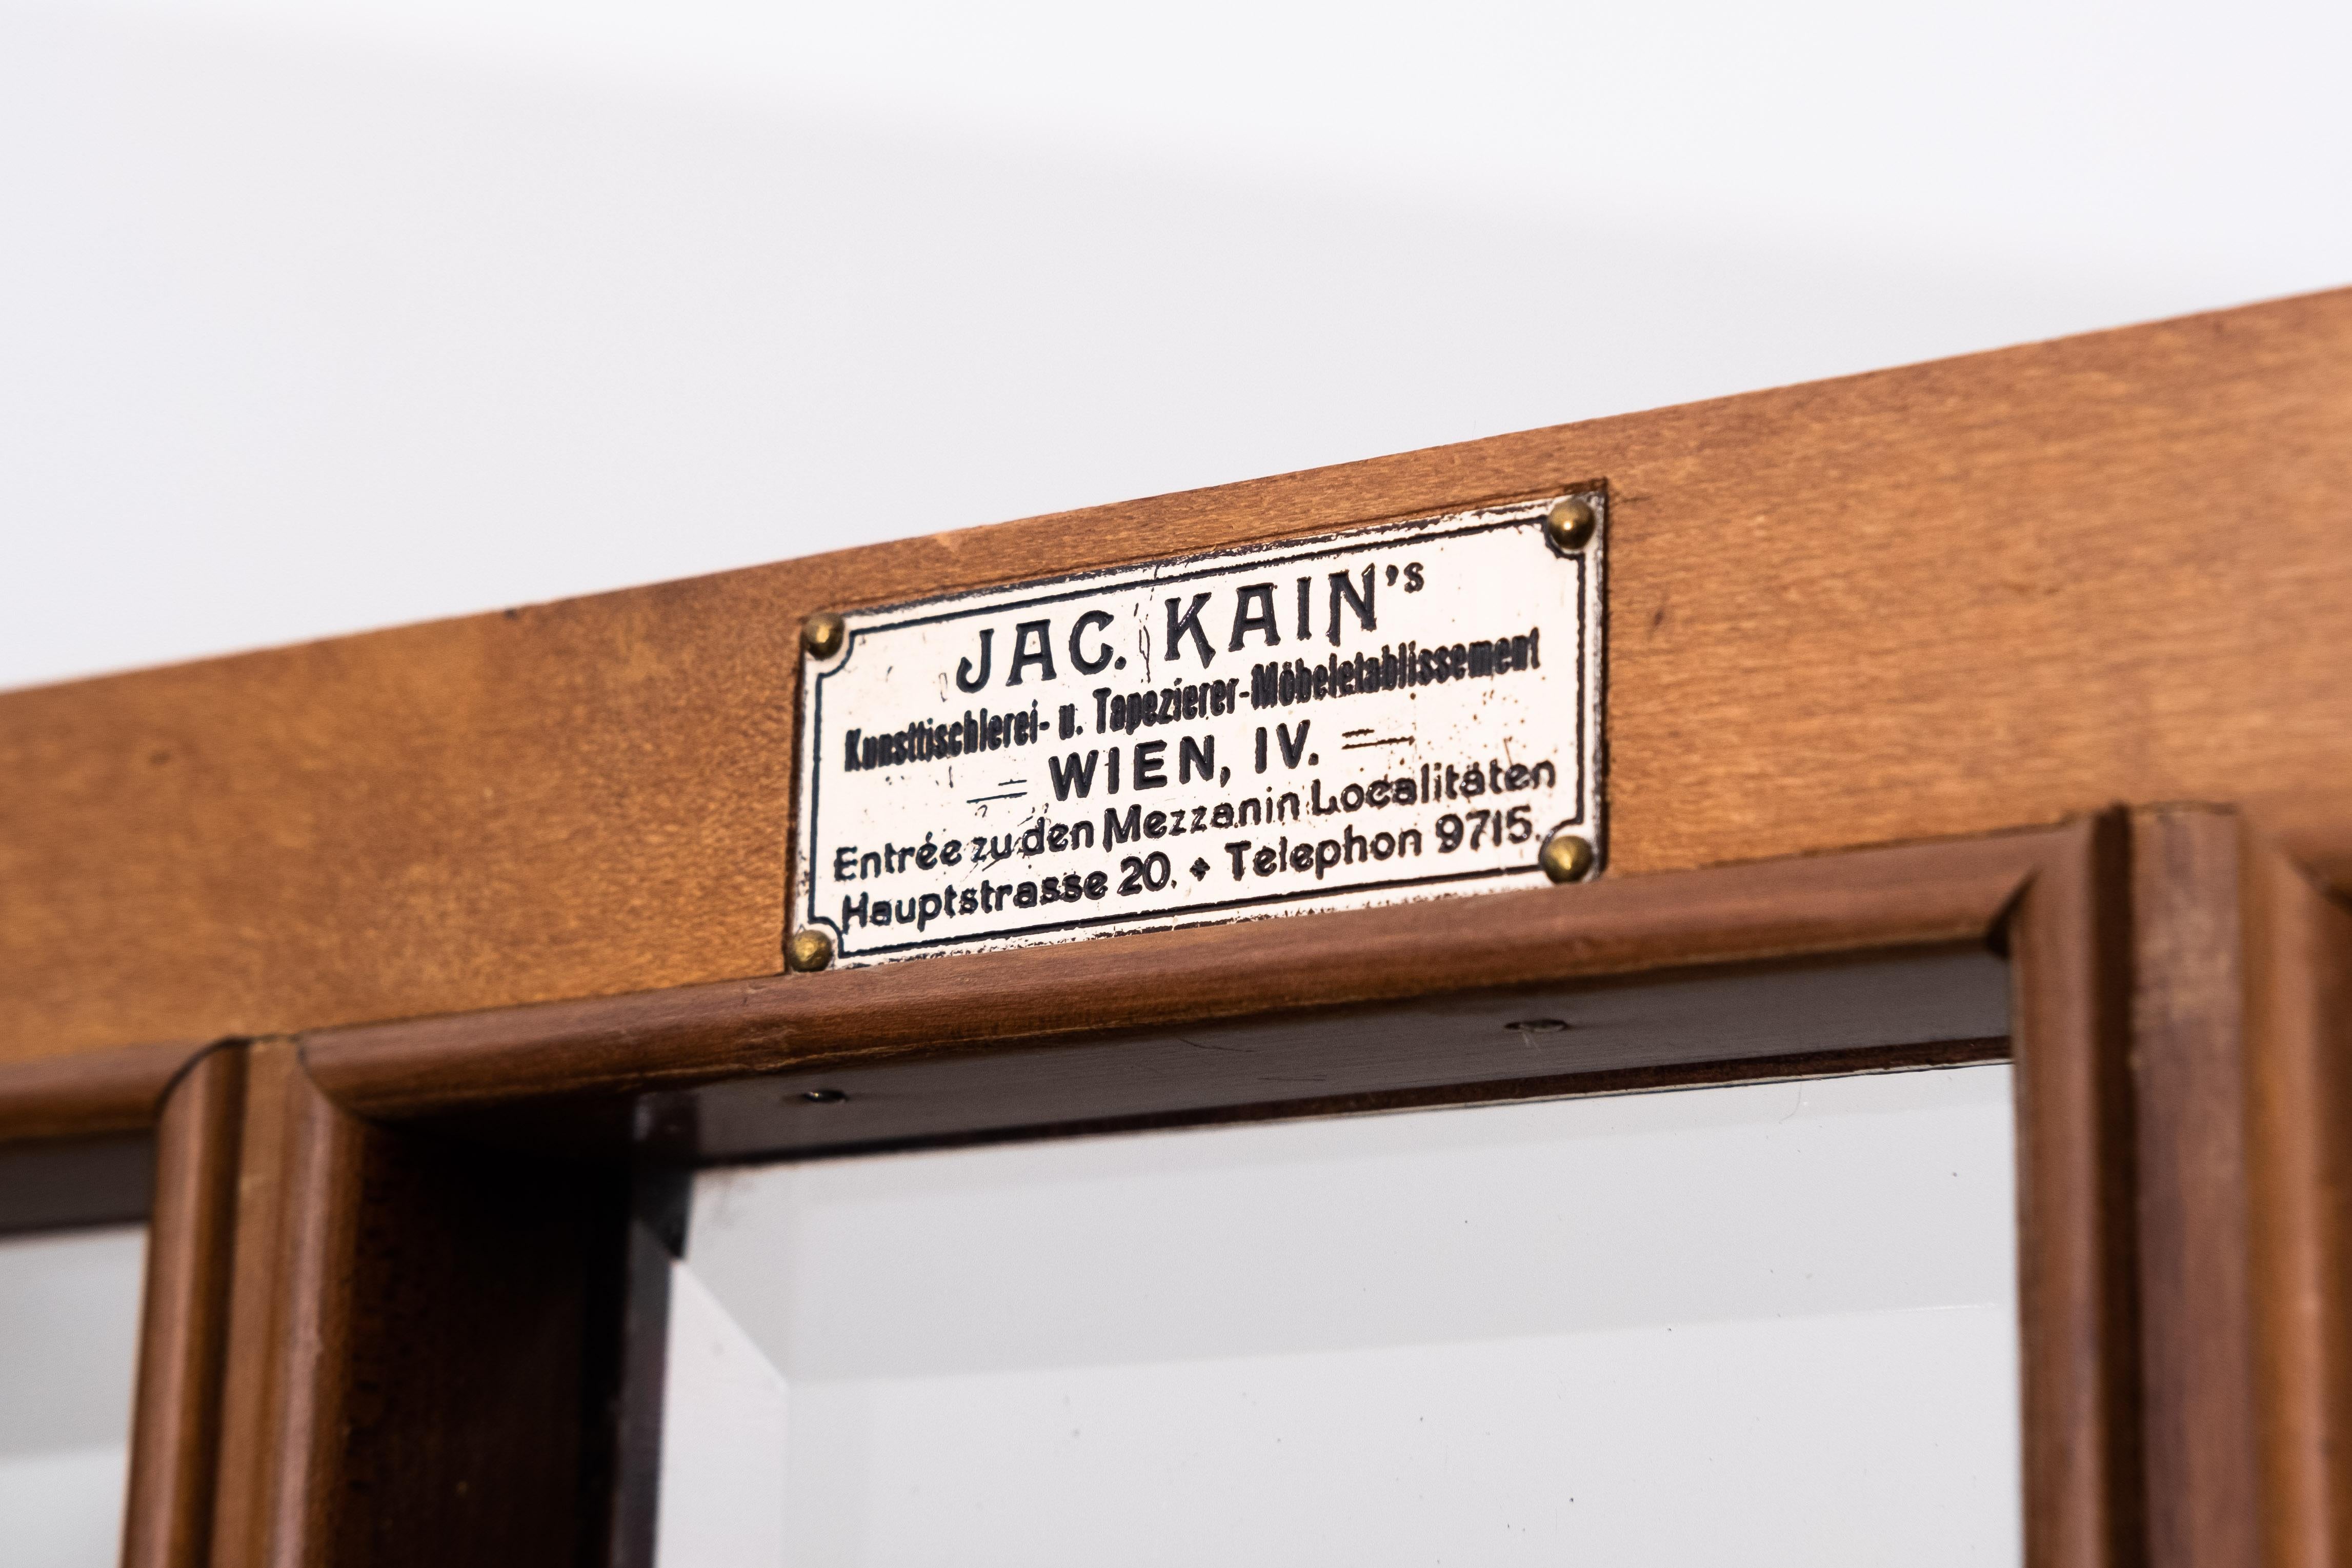 JAC. KAIN's
Kunsttischlerei- u. Tapezierer-Möbeletablissement
= WIEN, IV. =
Entrée zu den Mezzanin Localitäten
Hauptstrasse 20. ✦ Telephon 9715.